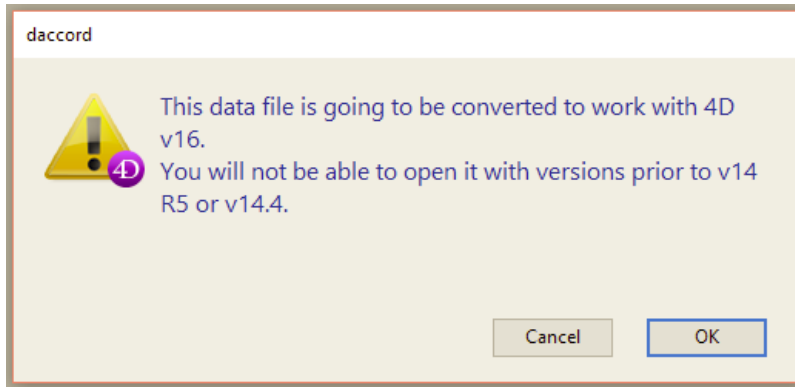 daccord
This data file is going to be converted to work with 4D
v16.
You will not be able to open it with versions prior to v14
R5 or v14.4.
4D
Cancel
OK